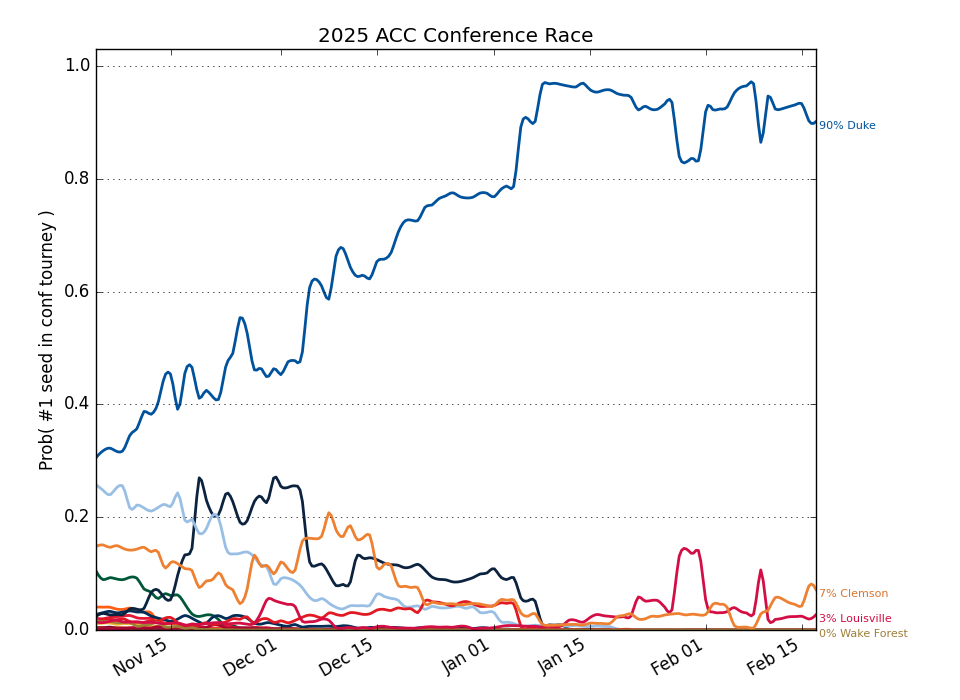 2025 ACC Conference Race
1.0
0.8
0.6
0.4
0.2
0.0
Prob( #1 seed in conf tourney )
90% Duke
7% Clemson
3% Louisville
0% Wake Forest
Nov 15
Dec 01
Dec 15
Jan 01
Jan 15
Feb 01
Feb 15